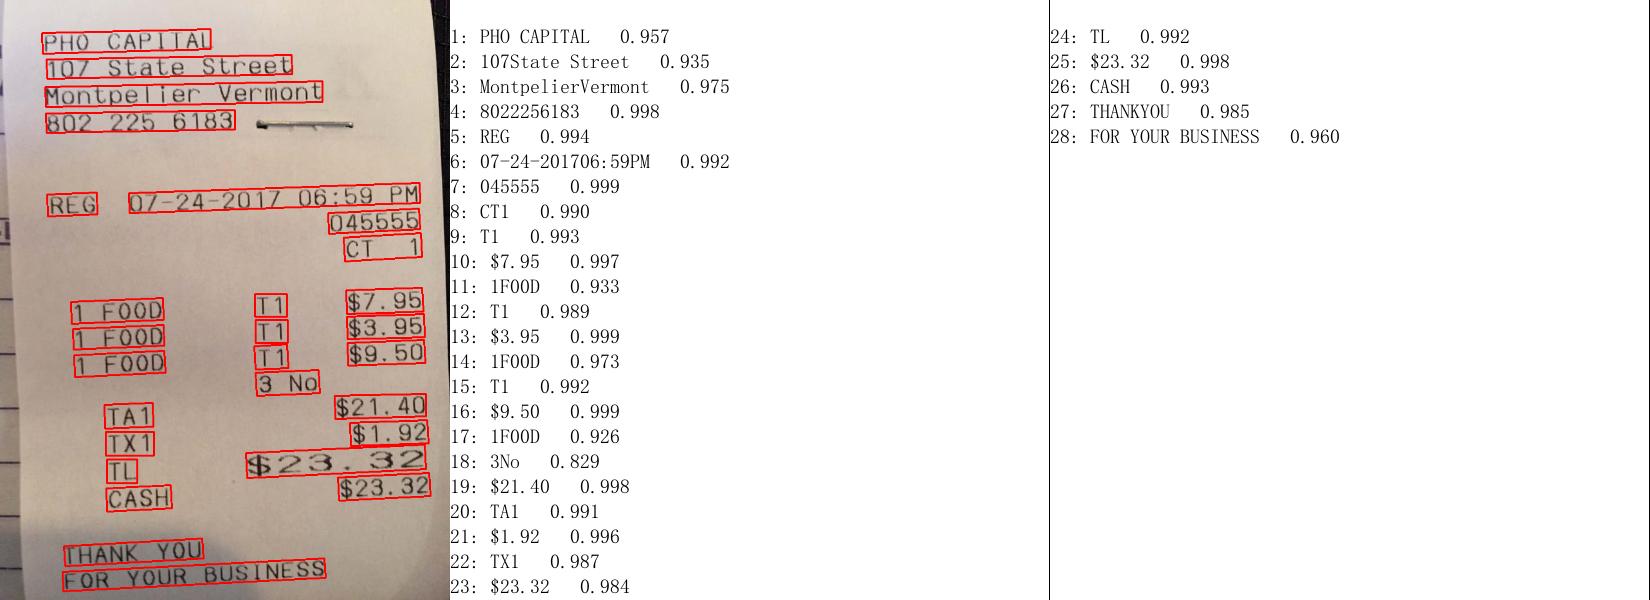 PHO CAPITAL
107 State Street
Montpelier Vermont
802 225 6183
REG 07-24-2017 06:59 PM
045555
CT 1
1 FOOD T1 $7.95
1 FOOD T1 $3.95
1 FOOD T1 $9.50
3 No
TA1 $21.40
TX1 $1.92
TL $23.32
CASH $23.32
THANK YOU
FOR YOUR BUSINESS
1: PHO CAPITAL 0.957
2: 107State Street 0.935
3: MontpelierVermont 0.975
4: 8022256183 0.998
5: REG 0.994
6: 07-24-201706:59PM 0.992
7: 045555 0.999
8: CT1 0.990
9: T1 0.993
10: $7.95 0.997
11: 1FOOD 0.933
12: T1 0.989
13: $3.95 0.999
14: 1FOOD 0.973
15: T1 0.992
16: $9.50 0.999
17: 1FOOD 0.926
18: 3No 0.829
19: $21.40 0.998
20: TA1 0.991
21: $1.92 0.996
22: TX1 0.987
23: $23.32 0.984
24: TL 0.992
25: $23.32 0.998
26: CASH 0.993
27: THANKYOU 0.985
28: FOR YOUR BUSINESS 0.960